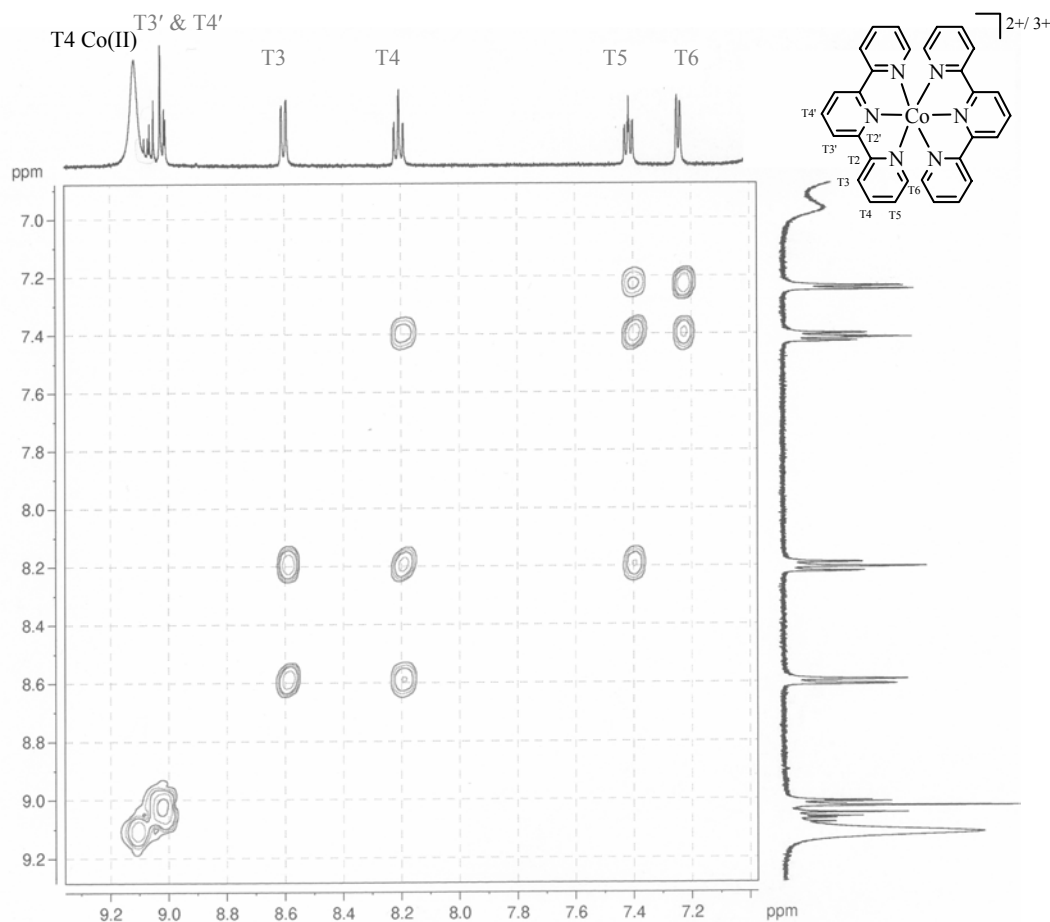 T3′ & T4′
T4 Co(II)
T3
T4
T5
T6
2+/ 3+
N
N
T4'
N
Co
N
T3'
T2'
N
N
T2
T3
T6
T4
T5
ppm
7.0
7.2
7.4
7.6
7.8
8.0
8.2
8.4
8.6
8.8
9.0
9.2
9.2 9.0 8.8 8.6 8.4 8.2 8.0 7.8 7.6 7.4 7.2 ppm